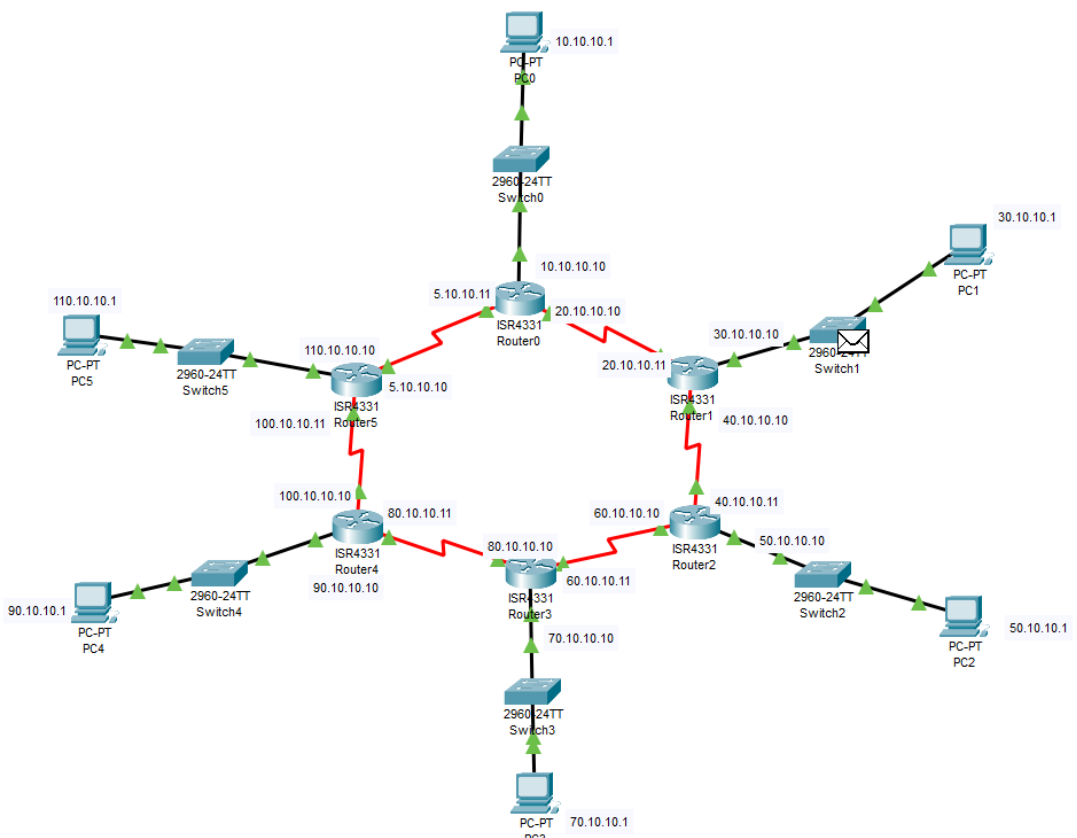 10.10.10.1
PC-PT
PC0
2960-24TT
Switch0
30.10.10.1
PC-PT
PC1
10.10.10.10
5.10.10.11
20.10.10.10
ISR4331
Router0
110.10.10.1
PC-PT
PC5
2960-24TT
Switch5
110.10.10.10
5.10.10.10
ISR4331
Router5
100.10.10.11
30.10.10.10
2960-24TT
Switch1
20.10.10.11
ISR4331
Router1
40.10.10.10
100.10.10.10
80.10.10.11
ISR4331
Router4
90.10.10.10
60.10.10.10
40.10.10.11
ISR4331
Router2
50.10.10.10
80.10.10.10
60.10.10.11
ISR4331
Router3
70.10.10.10
2960-24TT
Switch4
90.10.10.1
PC-PT
PC4
2960-24TT
Switch2
50.10.10.1
PC-PT
PC2
2960-24TT
Switch3
70.10.10.1
PC-PT
PC3